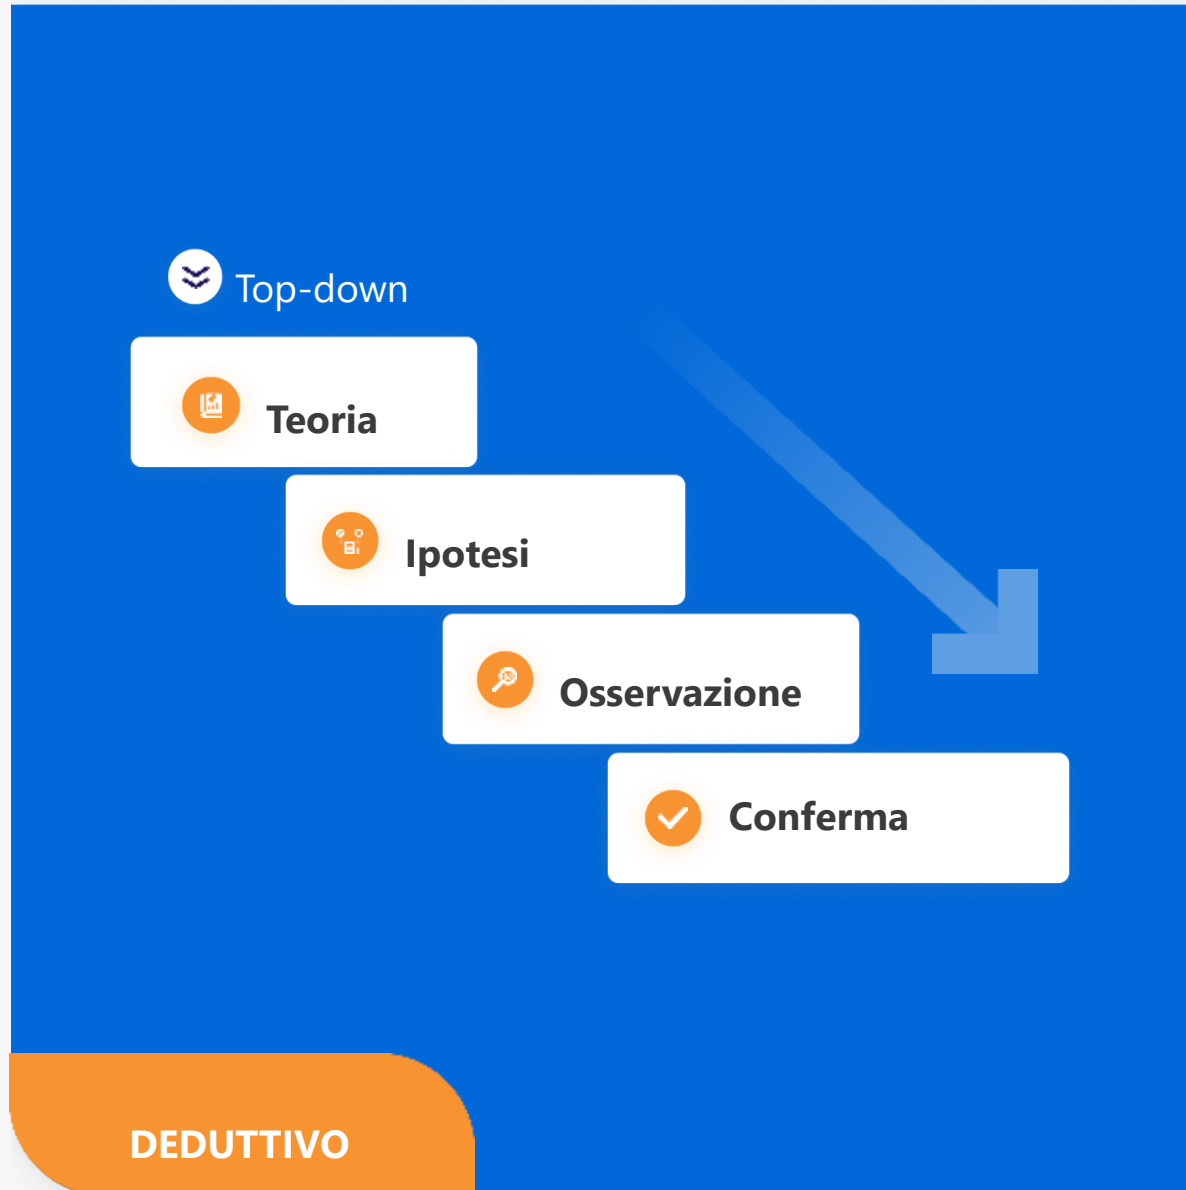 Top-down
Teoria
Ipotesi
Osservazione
Conferma
DEDUTTIVO